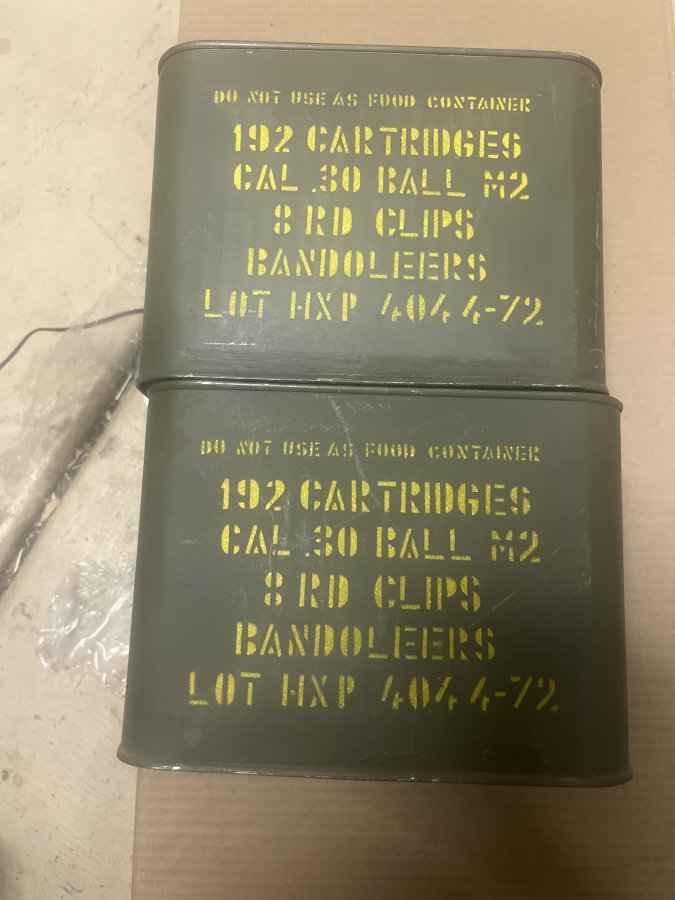 DO NOT USE AS FOOD CONTAINER
192 CARTRIDGES
CAL .30 BALL M2
8 RD CLIPS
BANDOLEERS
LOT HXP 4044-72
DO NOT USE AS FOOD CONTAINER
192 CARTRIDGES
CAL .30 BALL M2
8 RD CLIPS
BANDOLEERS
LOT HXP 4044-72